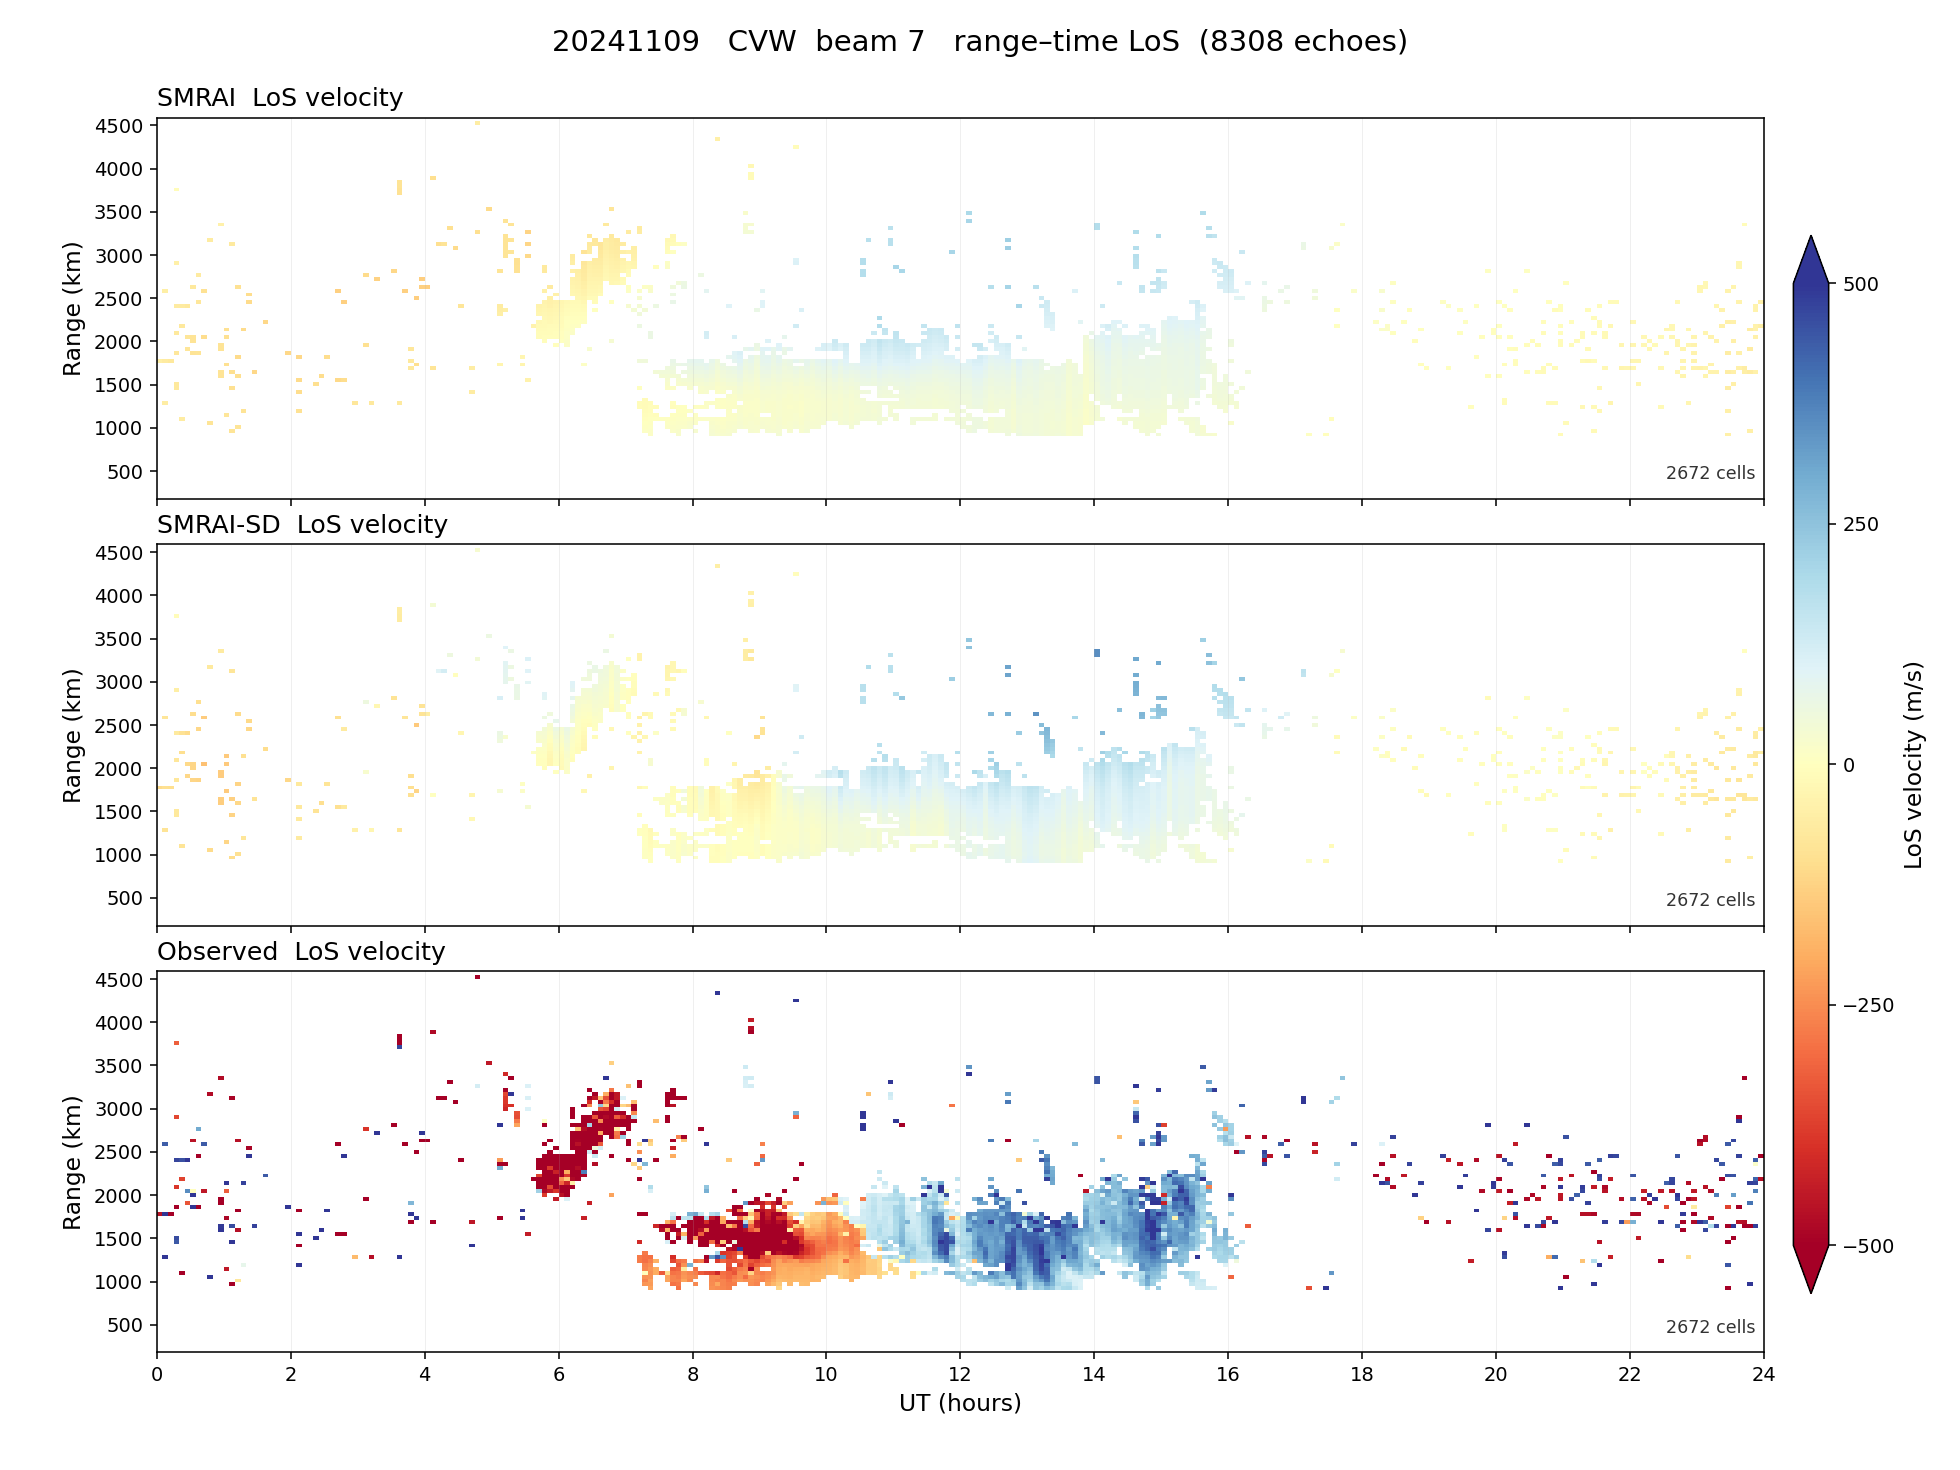 20241109   CVW  beam 7   range–time LoS  (8308 echoes)
SMRAI  LoS velocity
4500
4000
3500
3000
2500
2000
1500
1000
500
Range (km)
2672 cells
SMRAI-SD  LoS velocity
4500
4000
3500
3000
2500
2000
1500
1000
500
Range (km)
2672 cells
Observed  LoS velocity
4500
4000
3500
3000
2500
2000
1500
1000
500
Range (km)
2672 cells
0 2 4 6 8 10 12 14 16 18 20 22 24
UT (hours)
500
250
0
−250
−500
LoS velocity (m/s)